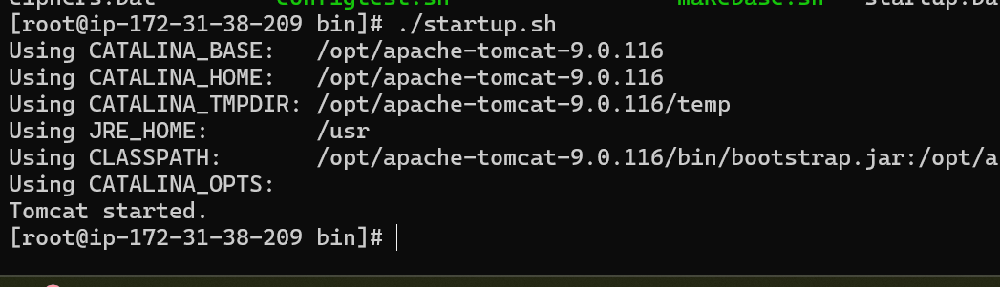 [root@ip-172-31-38-209 bin]# ./startup.sh
Using CATALINA_BASE:   /opt/apache-tomcat-9.0.116
Using CATALINA_HOME:   /opt/apache-tomcat-9.0.116
Using CATALINA_TMPDIR: /opt/apache-tomcat-9.0.116/temp
Using JRE_HOME:        /usr
Using CLASSPATH:       /opt/apache-tomcat-9.0.116/bin/bootstrap.jar:/opt/a
Using CATALINA_OPTS:
Tomcat started.
[root@ip-172-31-38-209 bin]#